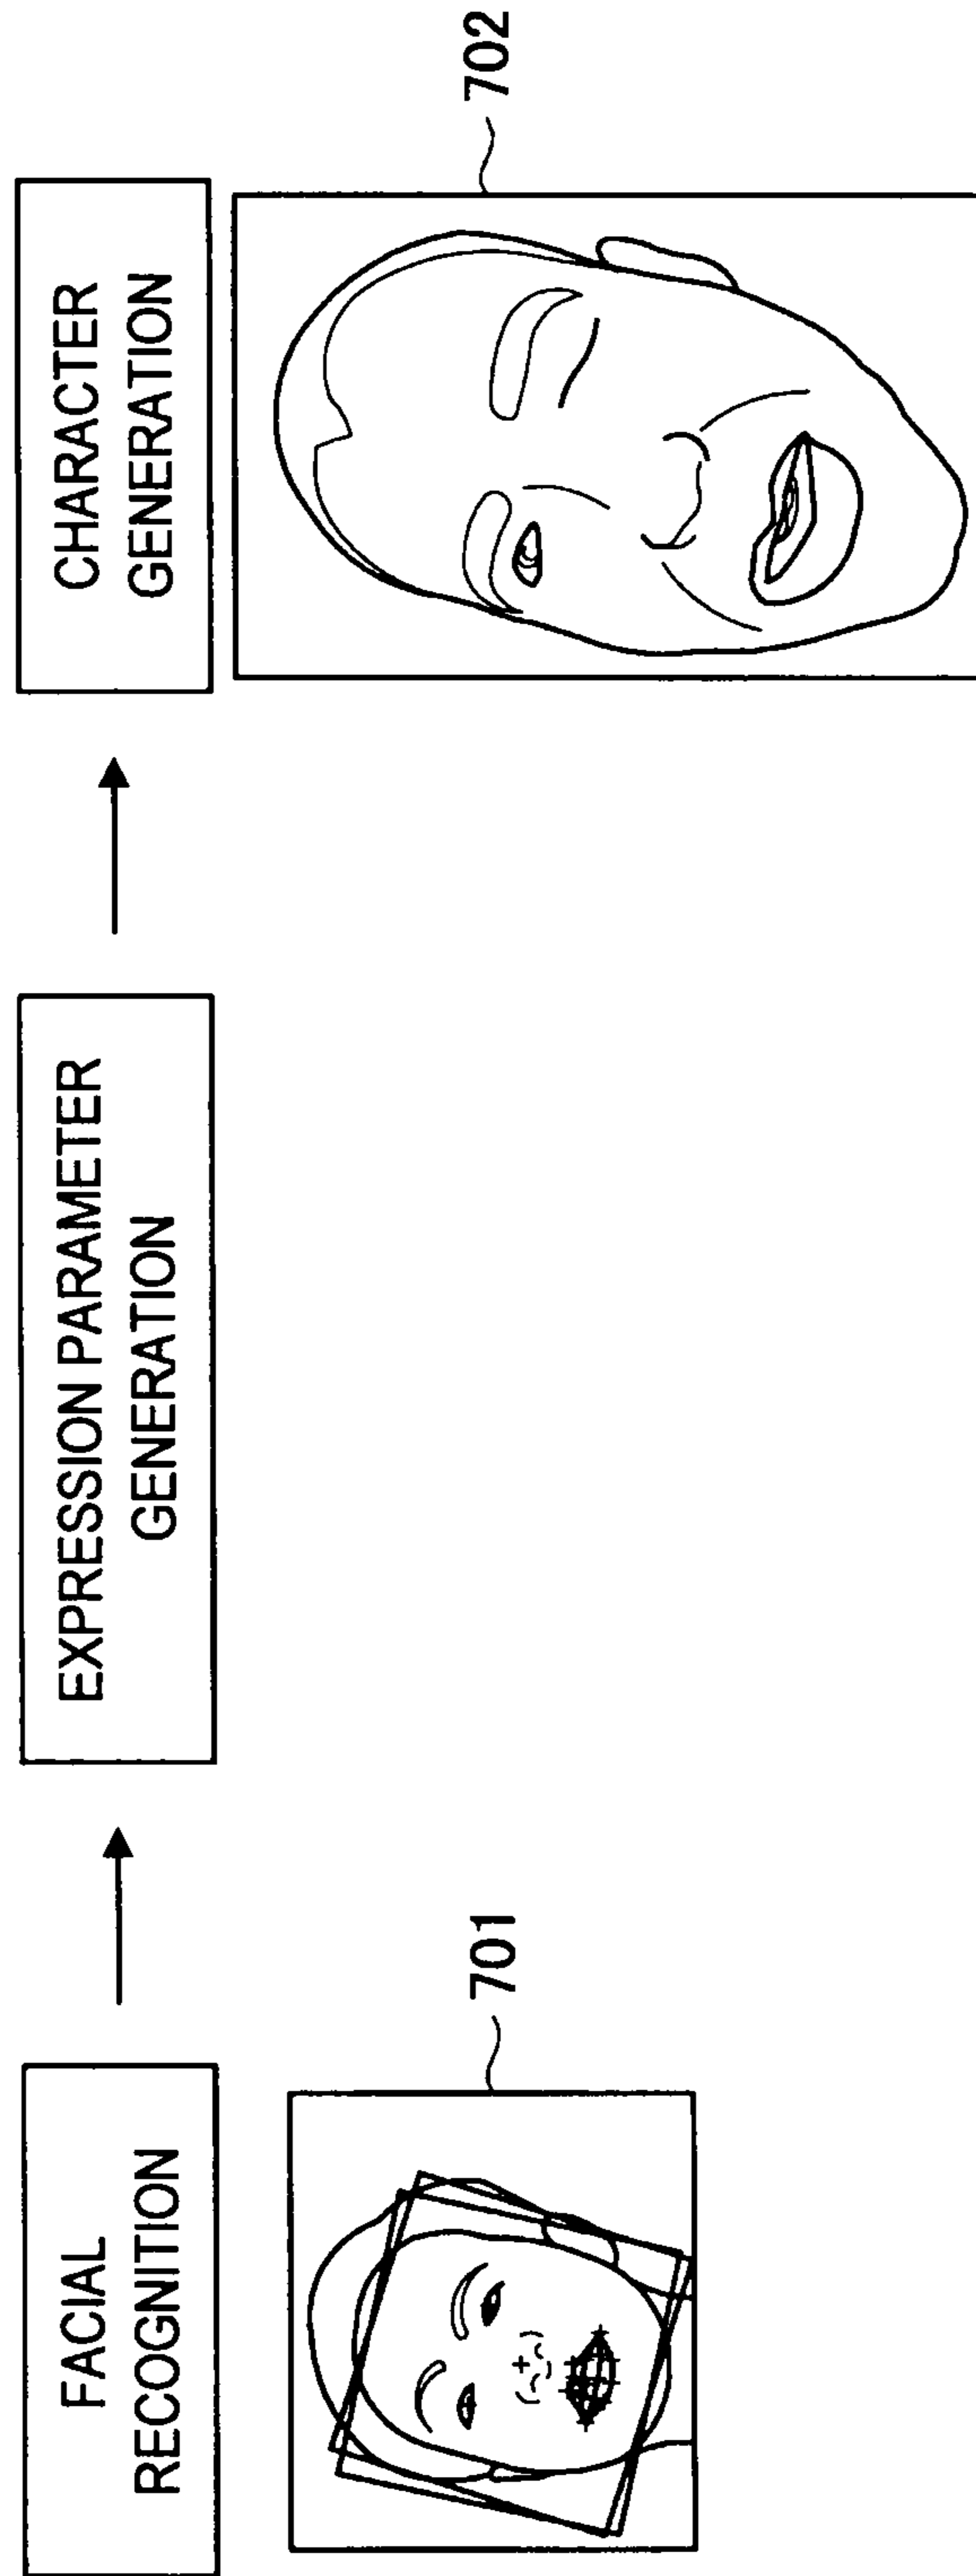 FACIAL
RECOGNITION
EXPRESSION PARAMETER
GENERATION
CHARACTER
GENERATION
701
702